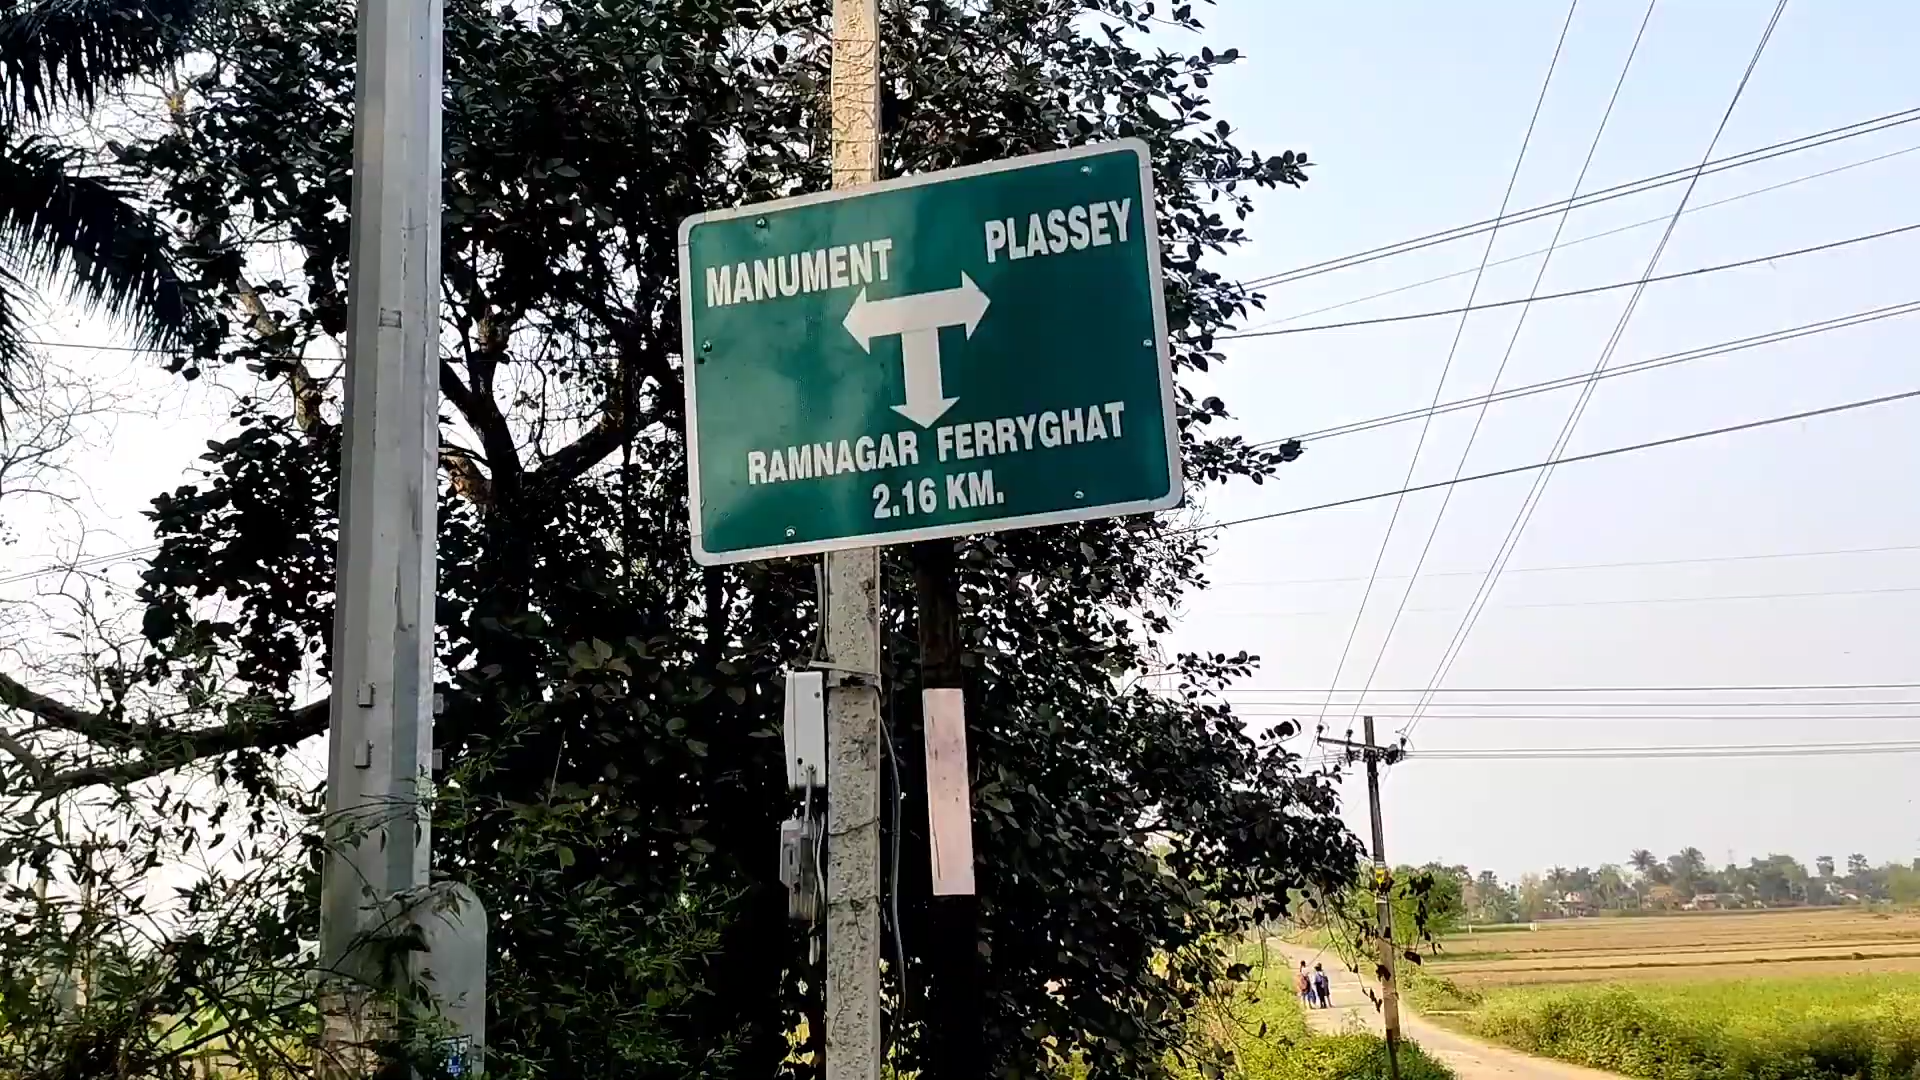 MANUMENT
PLASSEY
RAMNAGAR FERRYGHAT
2.16 KM.